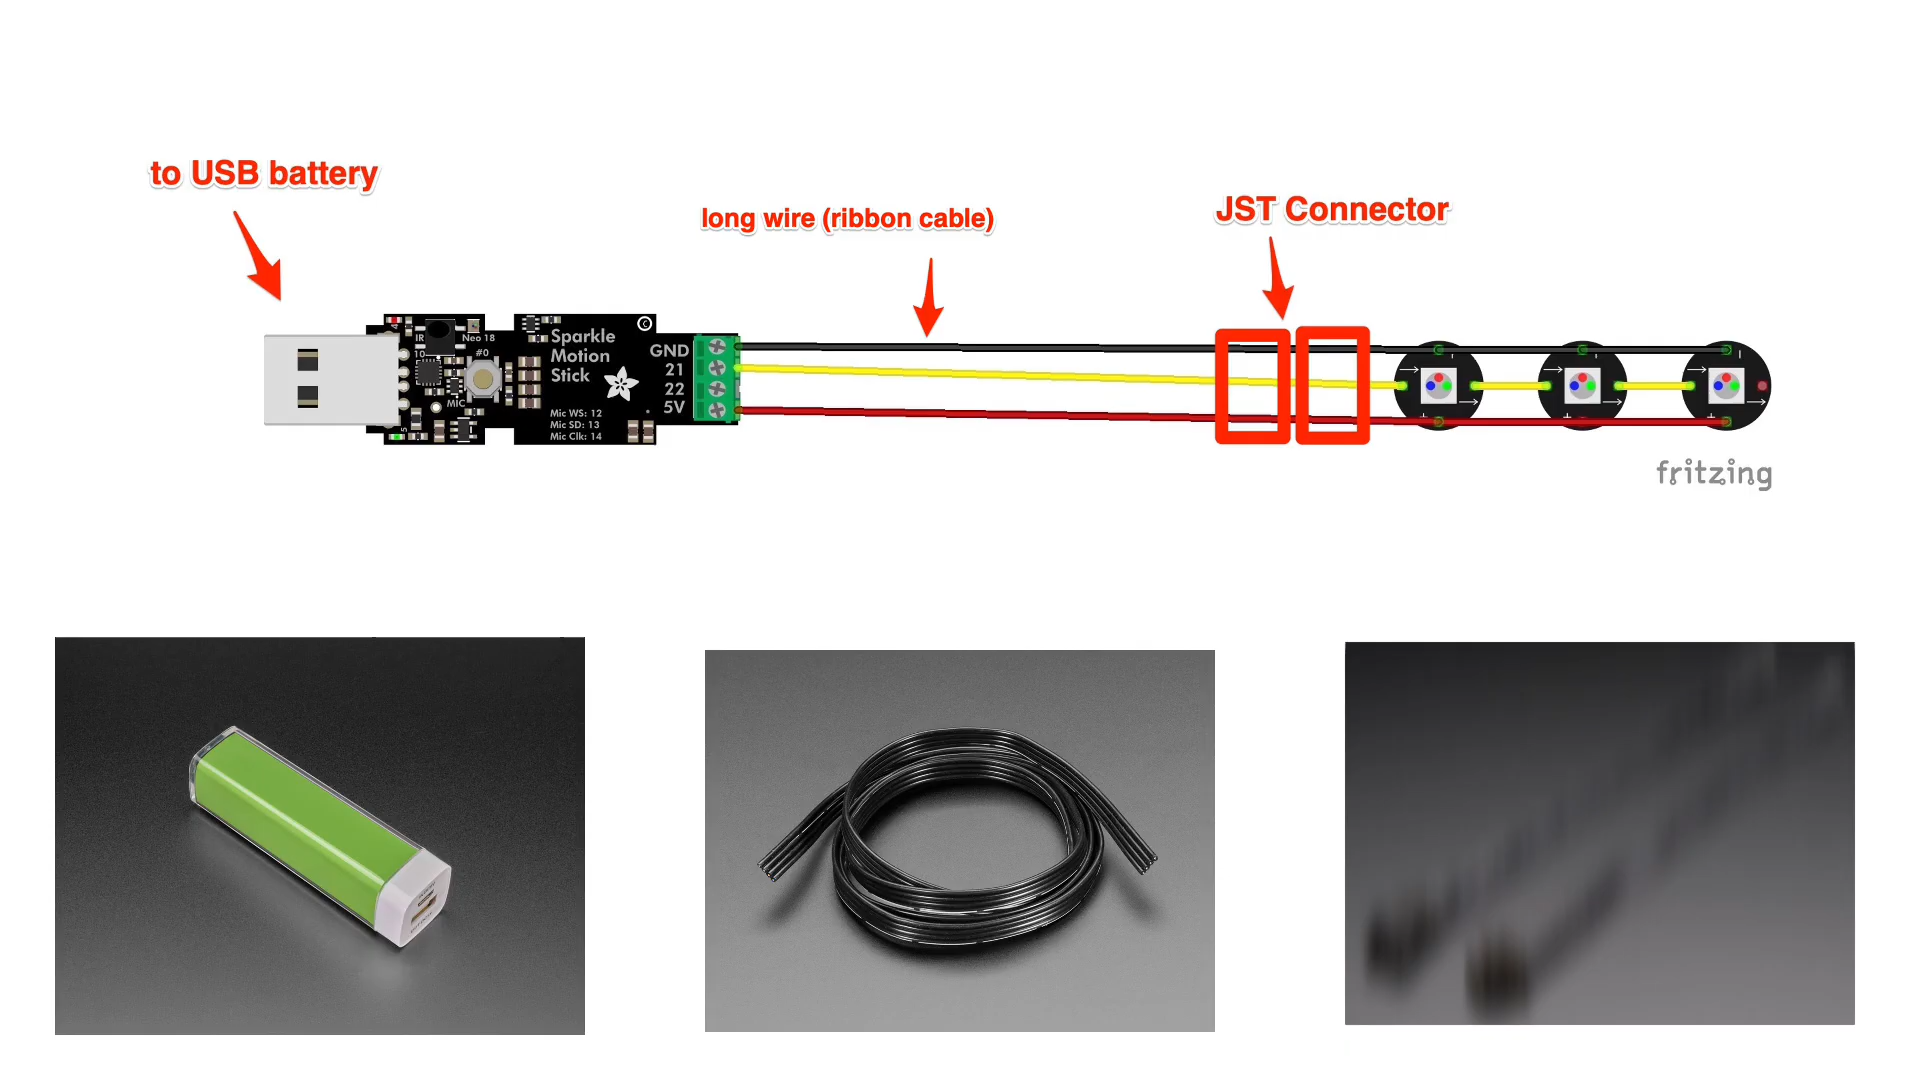 to USB battery
long wire (ribbon cable)
JST Connector
IR
Neo 18
10
#0
MIC
Sparkle
Motion
Stick
Mic WS: 12
Mic SD: 13
Mic Clk: 14
GND
21
22
5V
fritzing